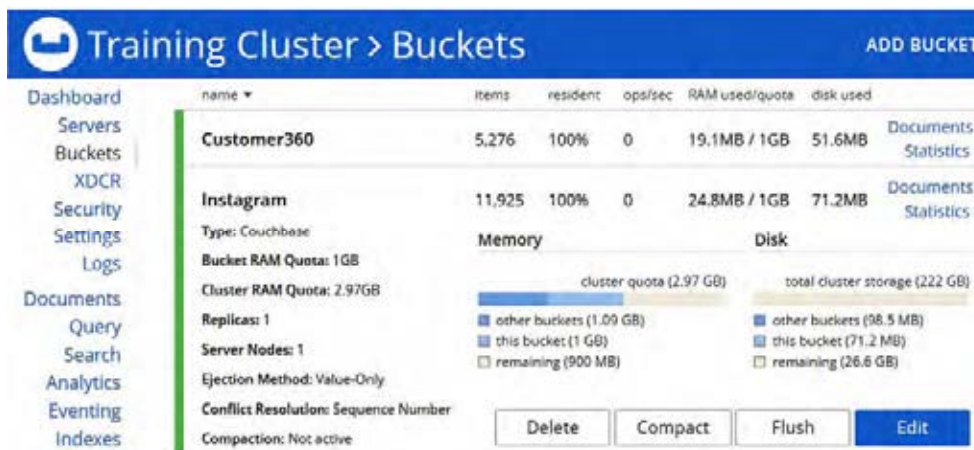 Training Cluster > Buckets
ADD BUCKET
Dashboard
Servers
Buckets
XDCR
Security
Settings
Logs
Documents
Query
Search
Analytics
Eventing
Indexes
name ▼ items resident ops/sec RAM used/quota disk used
Customer360 5,276 100% 0 19.1MB / 1GB 51.6MB Documents
Statistics
Instagram 11,925 100% 0 24.8MB / 1GB 71.2MB Documents
Statistics
Type: Couchbase
Bucket RAM Quota: 1GB
Cluster RAM Quota: 2.97GB
Replicas: 1
Server Nodes: 1
Ejection Method: Value-Only
Conflict Resolution: Sequence Number
Compaction: Not active
Memory
cluster quota (2.97 GB)
other buckets (1.09 GB)
this bucket (1 GB)
remaining (900 MB)
Disk
total cluster storage (222 GB)
other buckets (98.5 MB)
this bucket (71.2 MB)
remaining (26.6 GB)
Delete Compact Flush Edit